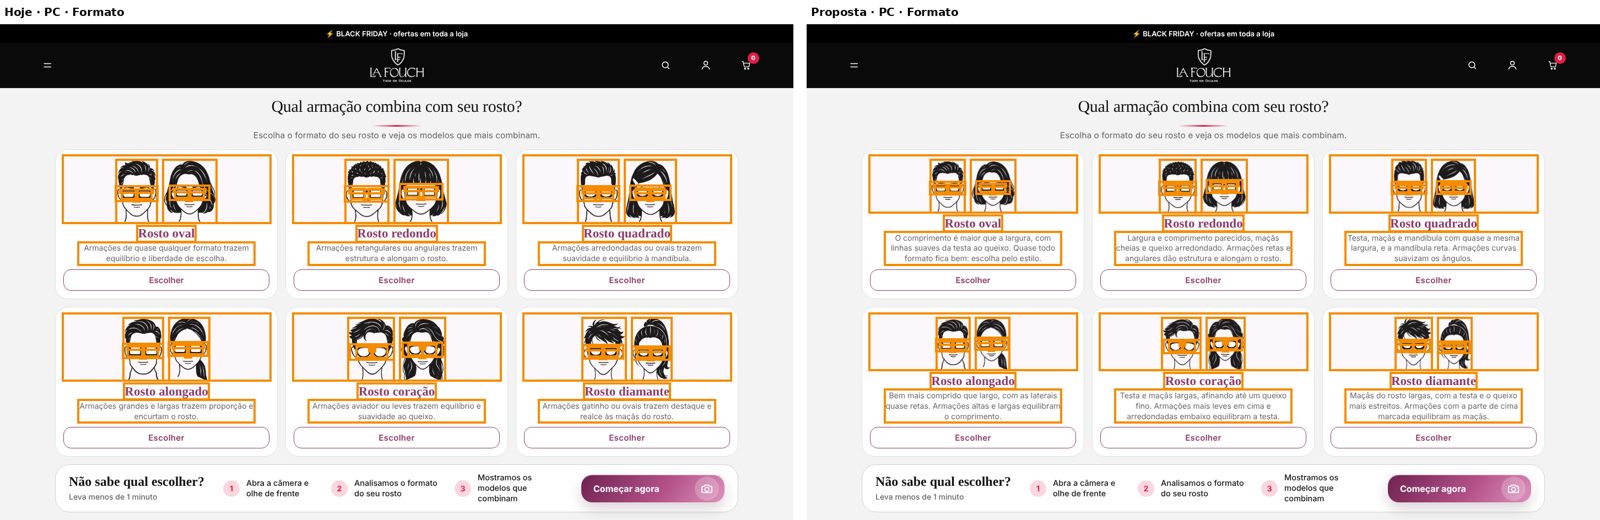 Hoje · PC · Formato
⚡ BLACK FRIDAY · ofertas em toda a loja
LA FOUCH
TUDO EM ÓCULOS
0
Qual armação combina com seu rosto?
Escolha o formato do seu rosto e veja os modelos que mais combinam.
Rosto oval
Armações de quase qualquer formato trazem
equilíbrio e liberdade de escolha.
Escolher
Rosto redondo
Armações retangulares ou angulares trazem
estrutura e alongam o rosto.
Escolher
Rosto quadrado
Armações arredondadas ou ovais trazem
suavidade e equilíbrio à mandíbula.
Escolher
Rosto alongado
Armações grandes e largas trazem proporção e
encurtam o rosto.
Escolher
Rosto coração
Armações aviador ou leves trazem equilíbrio e
suavidade ao queixo.
Escolher
Rosto diamante
Armações gatinho ou ovais trazem destaque e
realce às maçãs do rosto.
Escolher
Não sabe qual escolher?
Leva menos de 1 minuto
1
Abra a câmera e
olhe de frente
2
Analisamos o formato
do seu rosto
3
Mostramos os
modelos que
combinam
Começar agora
Proposta · PC · Formato
⚡ BLACK FRIDAY · ofertas em toda a loja
LA FOUCH
TUDO EM ÓCULOS
0
Qual armação combina com seu rosto?
Escolha o formato do seu rosto e veja os modelos que mais combinam.
Rosto oval
O comprimento é maior que a largura, com
linhas suaves da testa ao queixo. Quase todo
formato fica bem: escolha pelo estilo.
Escolher
Rosto redondo
Largura e comprimento parecidos, maçãs
cheias e queixo arredondado. Armações retas e
angulares dão estrutura e alongam o rosto.
Escolher
Rosto quadrado
Testa, maçãs e mandíbula com quase a mesma
largura, e a mandíbula reta. Armações curvas
suavizam os ângulos.
Escolher
Rosto alongado
Bem mais comprido que largo, com as laterais
quase retas. Armações altas e largas equilibram
o comprimento.
Escolher
Rosto coração
Testa e maçãs largas, afinando até um queixo
fino. Armações mais leves em cima e
arredondadas embaixo equilibram a testa.
Escolher
Rosto diamante
Maçãs do rosto largas, com a testa e o queixo
mais estreitos. Armações com a parte de cima
marcada equilibram as maçãs.
Escolher
Não sabe qual escolher?
Leva menos de 1 minuto
1
Abra a câmera e
olhe de frente
2
Analisamos o formato
do seu rosto
3
Mostramos os
modelos que
combinam
Começar agora